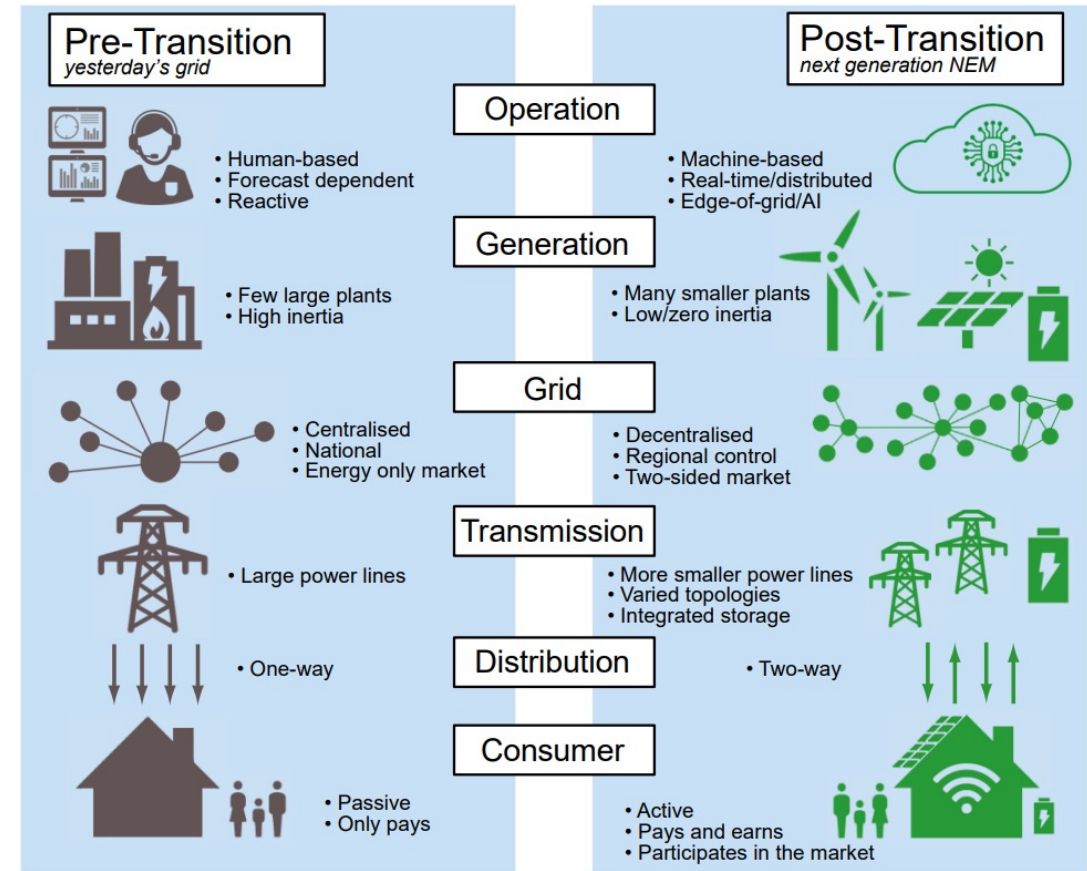 Pre-Transition
yesterday's grid
Post-Transition
next generation NEM
Operation
• Human-based
• Forecast dependent
• Reactive
• Machine-based
• Real-time/distributed
• Edge-of-grid/AI
Generation
• Few large plants
• High inertia
• Many smaller plants
• Low/zero inertia
Grid
• Centralised
• National
• Energy only market
• Decentralised
• Regional control
• Two-sided market
Transmission
• Large power lines
• More smaller power lines
• Varied topologies
• Integrated storage
Distribution
• One-way
• Two-way
Consumer
• Passive
• Only pays
• Active
• Pays and earns
• Participates in the market